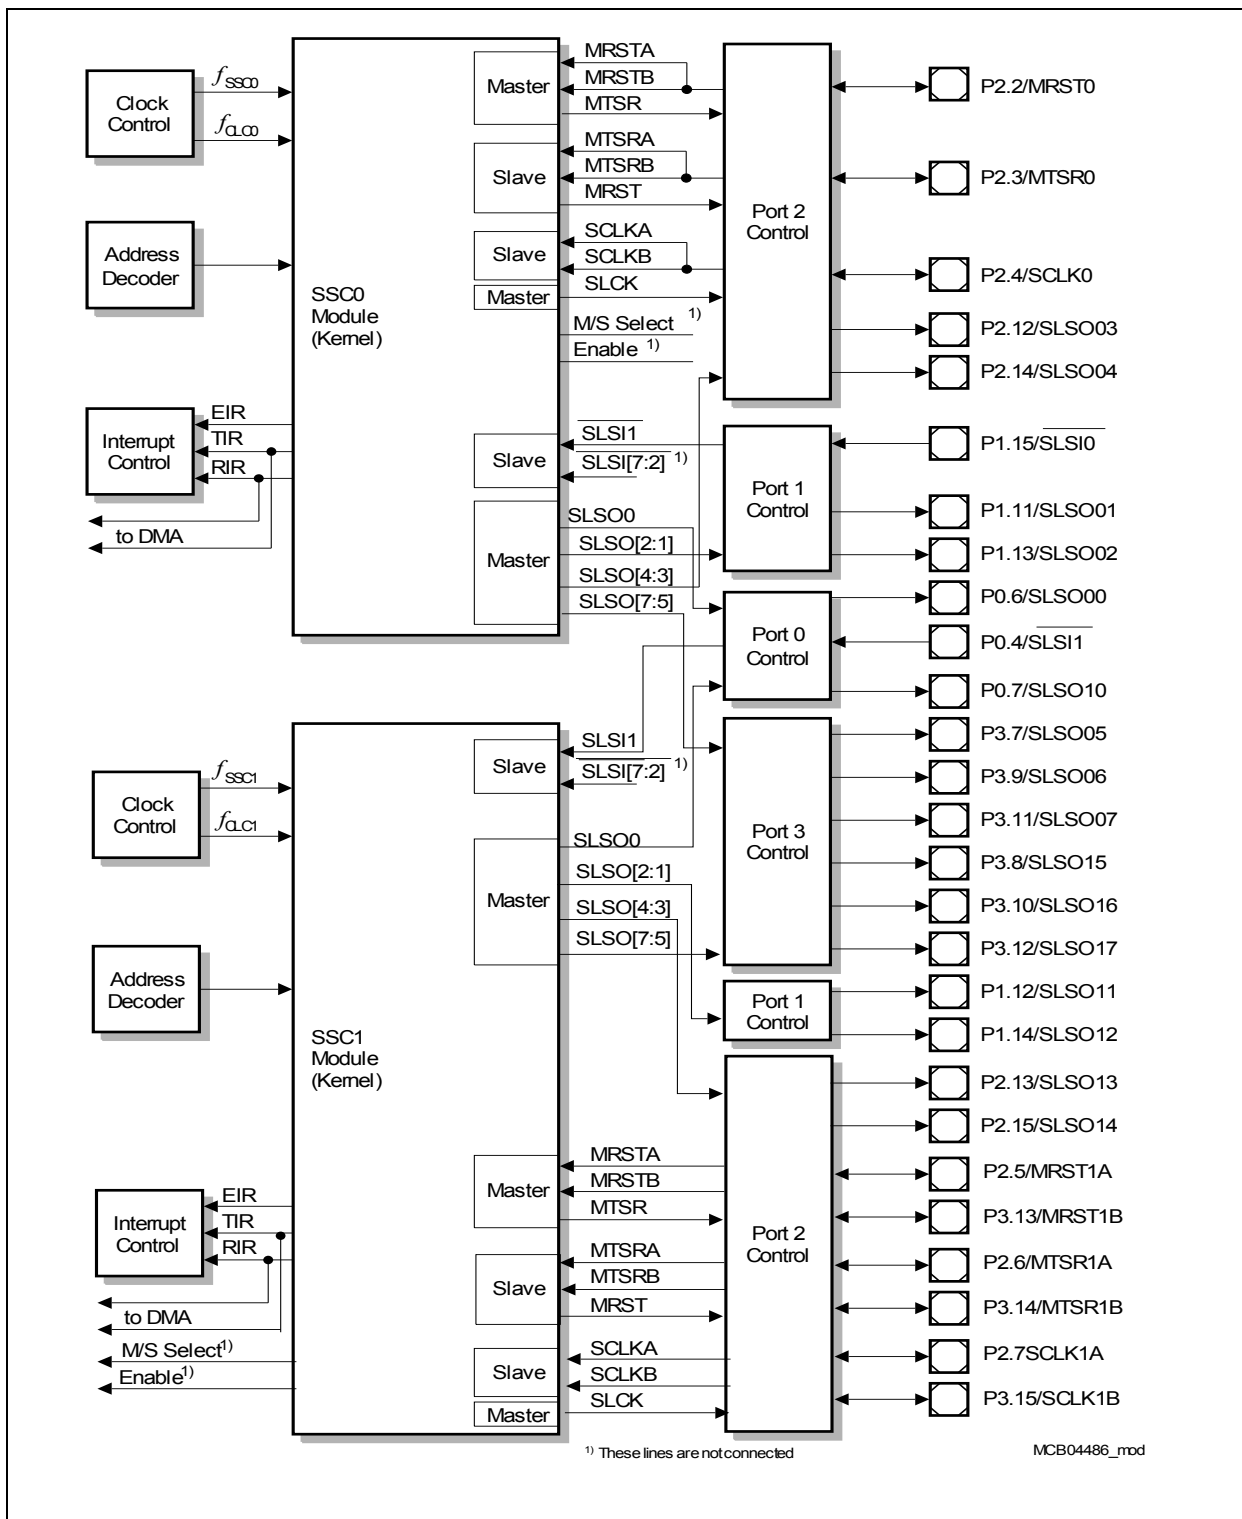 Clock
Control
fSSC0
fCLC0
Address
Decoder
SSC0
Module
(Kernel)
Interrupt
Control
EIR
TIR
RIR
to DMA
Master
MRSTA
MRSTB
MTSR
Slave
MTSRA
MTSRB
MRST
Slave
SCLKA
SCLKB
Master
SLCK
M/S Select 1)
Enable 1)
Slave
SLSI1
SLSI[7:2] 1)
Master
SLSO0
SLSO[2:1]
SLSO[4:3]
SLSO[7:5]
Port 2
Control
P2.2/MRST0
P2.3/MTSR0
P2.4/SCLK0
P2.12/SLSO03
P2.14/SLSO04
Port 1
Control
P1.15/SLSI0
P1.11/SLSO01
P1.13/SLSO02
Port 0
Control
P0.6/SLSO00
P0.4/SLSI1
P0.7/SLSO10
Port 3
Control
P3.7/SLSO05
P3.9/SLSO06
P3.11/SLSO07
P3.8/SLSO15
P3.10/SLSO16
P3.12/SLSO17
Port 1
Control
P1.12/SLSO11
P1.14/SLSO12
Port 2
Control
P2.13/SLSO13
P2.15/SLSO14
P2.5/MRST1A
P3.13/MRST1B
P2.6/MTSR1A
P3.14/MTSR1B
P2.7SCLK1A
P3.15/SCLK1B
Clock
Control
fSSC1
fCLC1
Address
Decoder
SSC1
Module
(Kernel)
Interrupt
Control
EIR
TIR
RIR
to DMA
M/S Select1)
Enable1)
Slave
SLSI1
SLSI[7:2] 1)
Master
SLSO0
SLSO[2:1]
SLSO[4:3]
SLSO[7:5]
Master
MRSTA
MRSTB
MTSR
Slave
MTSRA
MTSRB
MRST
Slave
SCLKA
SCLKB
Master
SLCK
1) These lines are not connected
MCB04486_mod